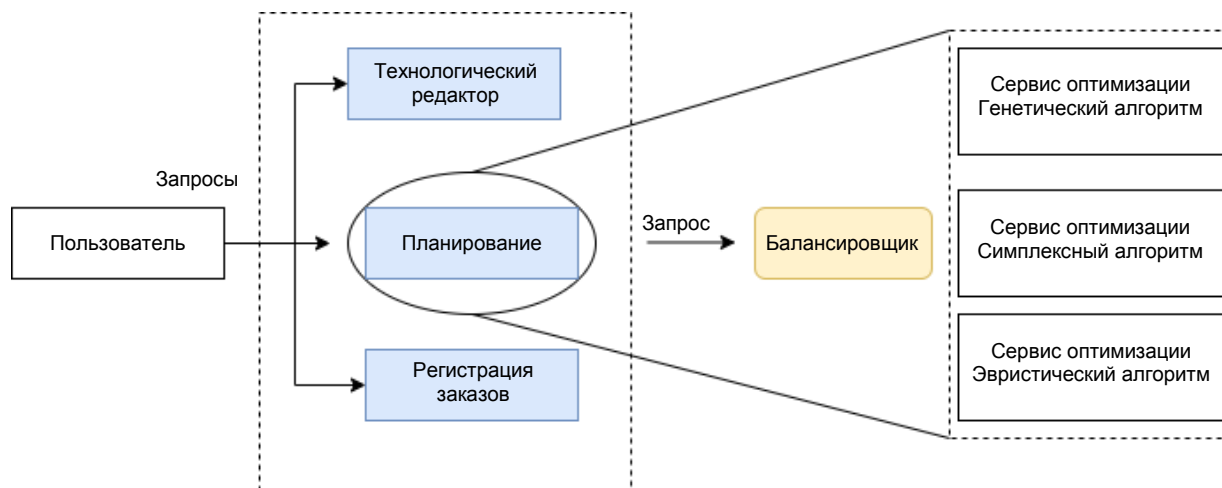 Запросы
Пользователь
Технологический
редактор
Планирование
Регистрация
заказов
Запрос
Балансировщик
Сервис оптимизации
Генетический алгоритм
Сервис оптимизации
Симплексный алгоритм
Сервис оптимизации
Эвристический алгоритм